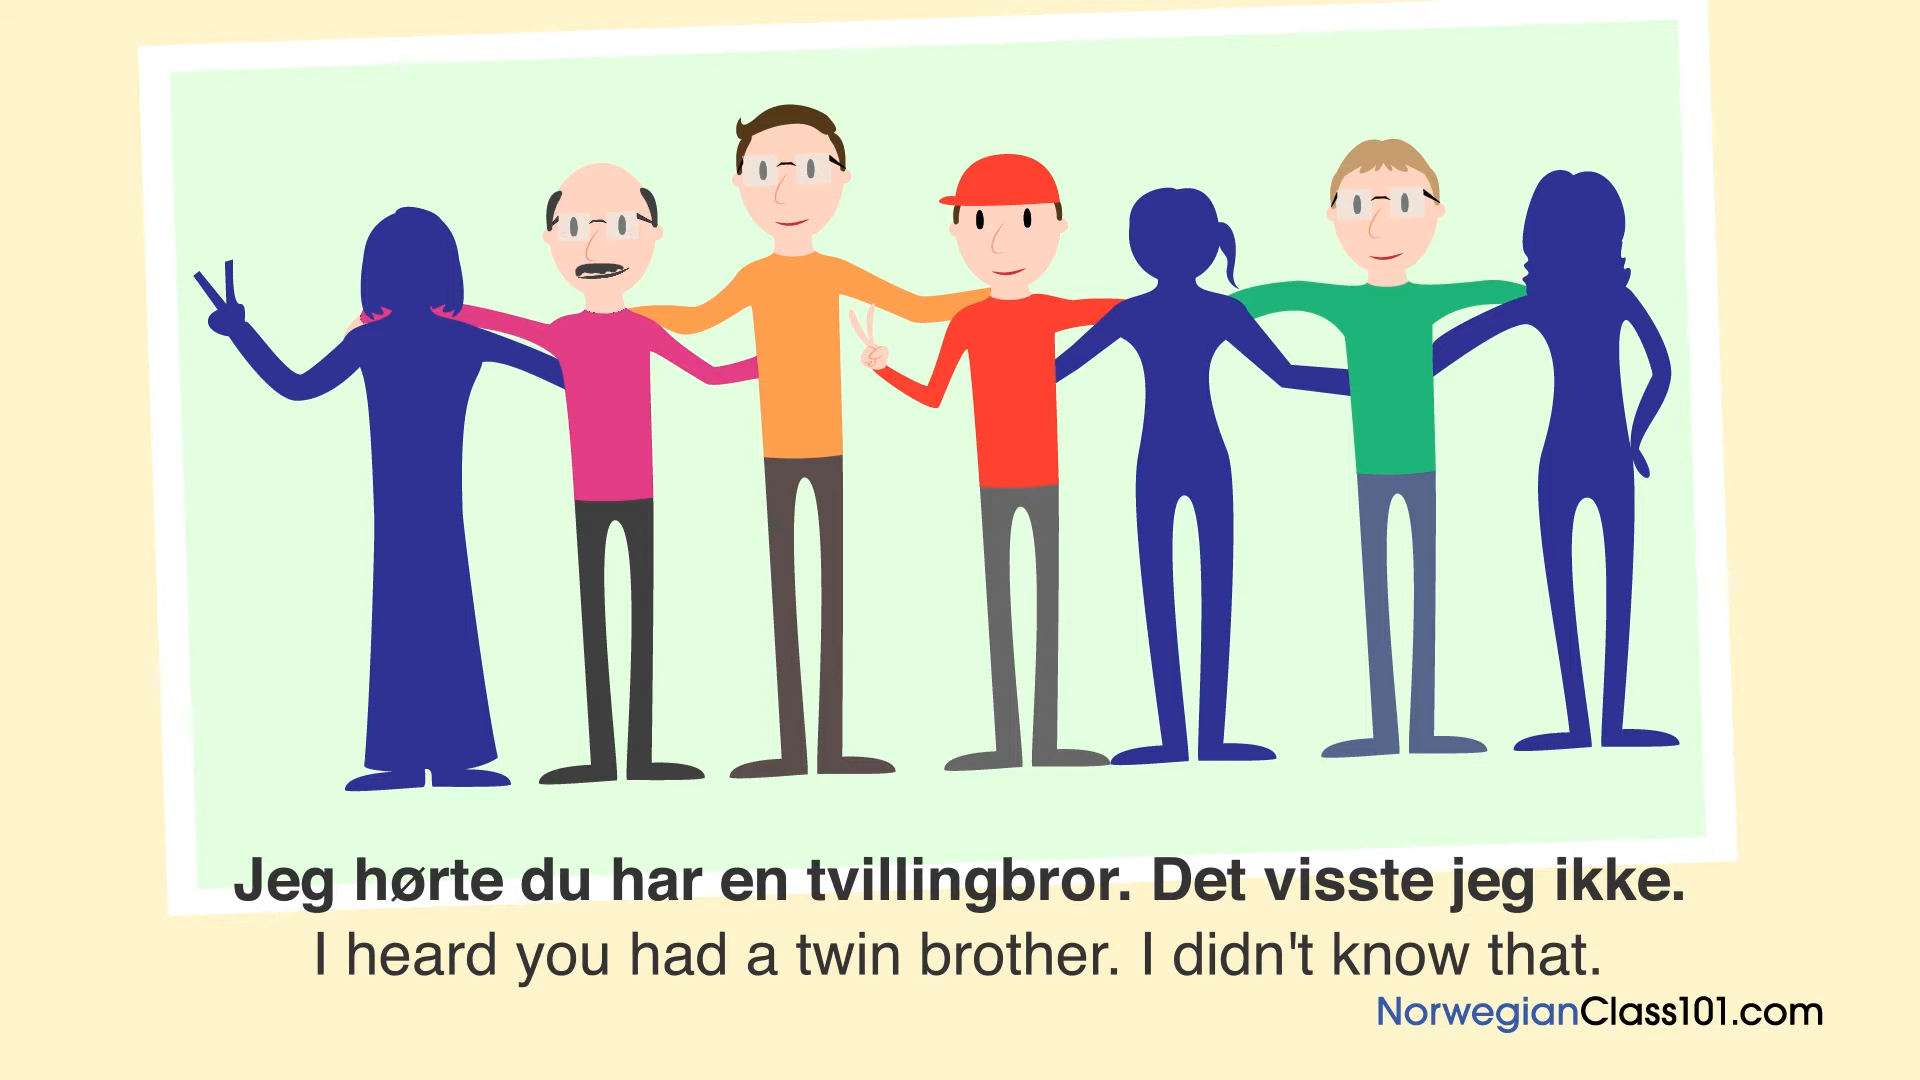 Jeg hørte du har en tvillingbror. Det visste jeg ikke.
I heard you had a twin brother. I didn't know that.
NorwegianClass101.com